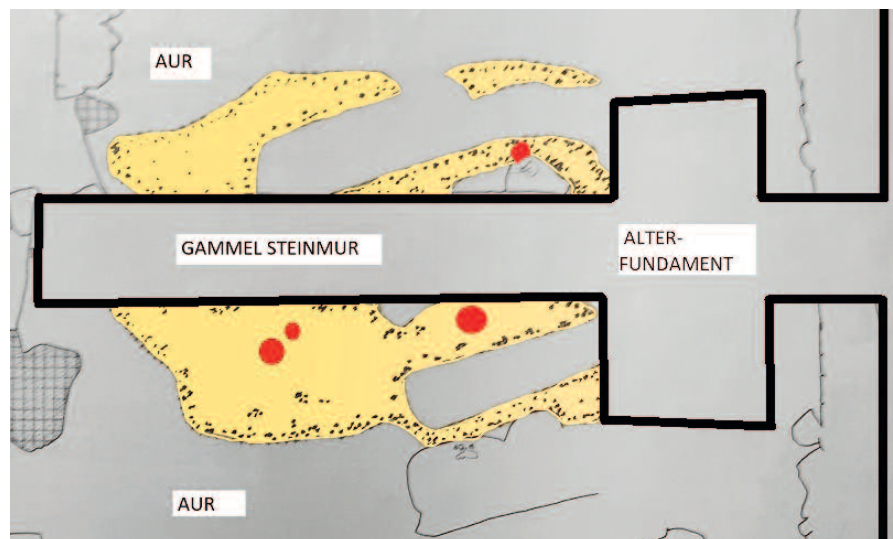 AUR
GAMMEL STEINMUR
ALTER-
FUNDAMENT
AUR